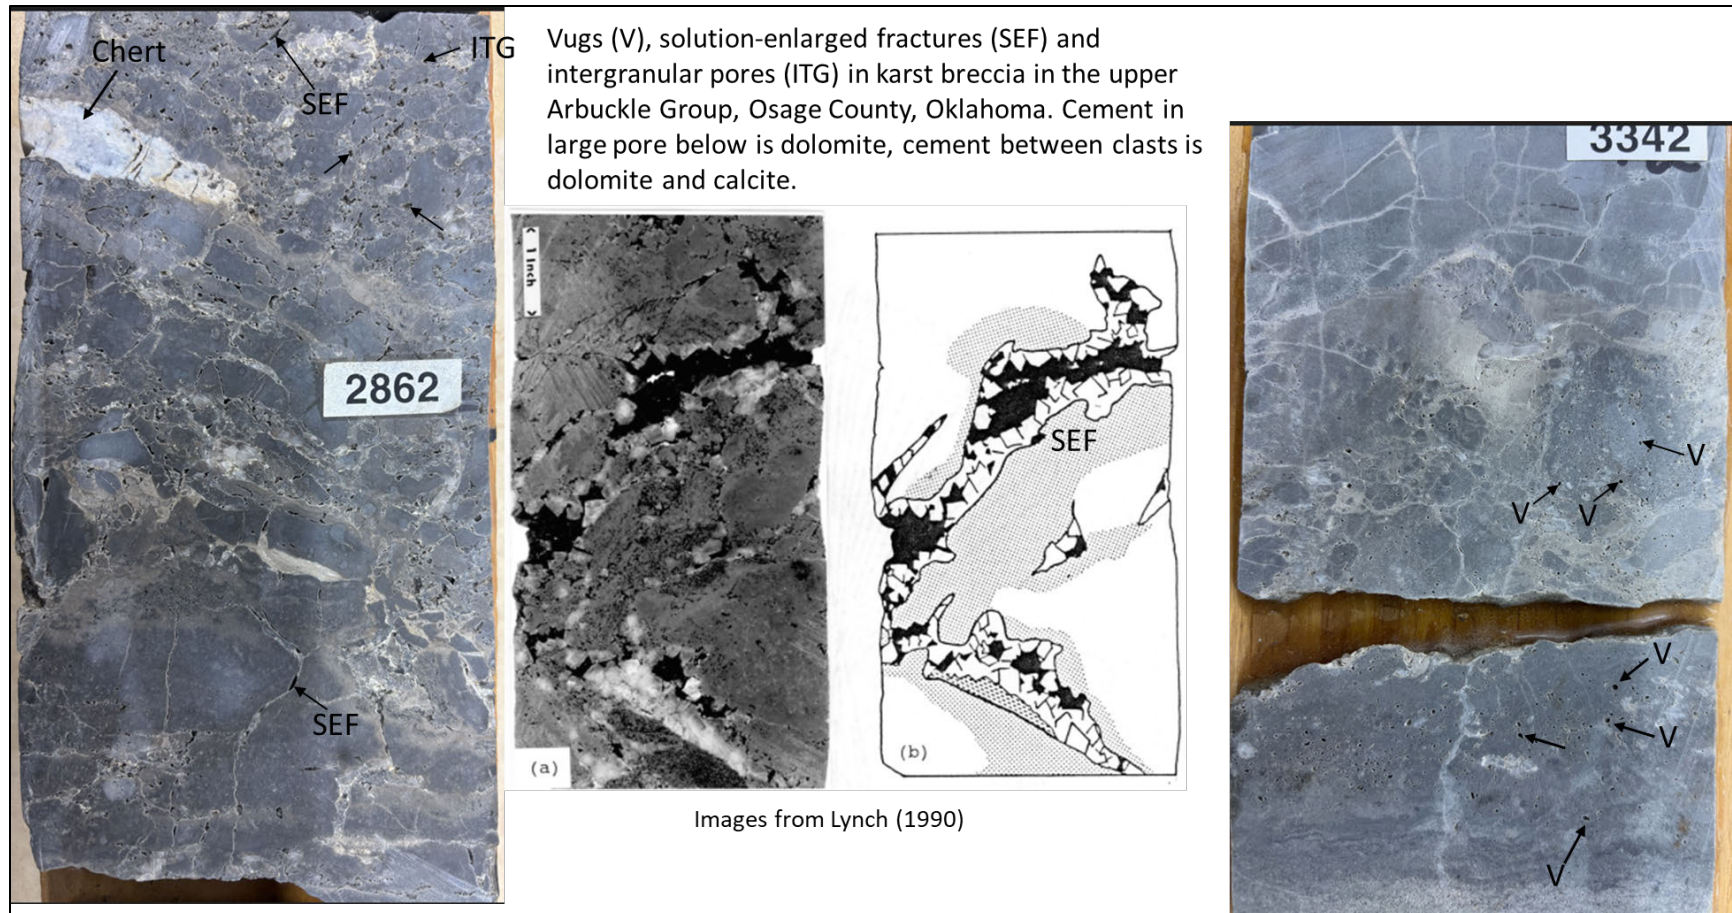 Chert
SEF
ITG
2862
SEF
Vugs (V), solution-enlarged fractures (SEF) and
intergranular pores (ITG) in karst breccia in the upper
Arbuckle Group, Osage County, Oklahoma. Cement in
large pore below is dolomite, cement between clasts is
dolomite and calcite.
< 1 Inch >
SEF
(a)
(b)
Images from Lynch (1990)
3342
V
V
V
V
V
V